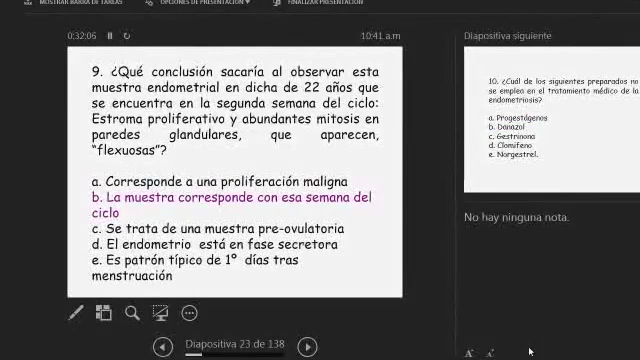 MOSTRAR BARRA DE TAREAS
OPCIONES DE PRESENTACIÓN
FINALIZAR PRESENTACIÓN
0:32:06
10:41 a.m
Diapositiva siguiente
9. ¿Qué conclusión sacaría al observar esta
muestra endometrial en dicha de 22 años que
se encuentra en la segunda semana del ciclo:
Estroma proliferativo y abundantes mitosis en
paredes glandulares, que aparecen,
“flexuosas”?
a. Corresponde a una proliferación maligna
b. La muestra corresponde con esa semana del
ciclo
c. Se trata de una muestra pre-ovulatoria
d. El endometrio está en fase secretora
e. Es patrón típico de 1º días tras
menstruación
10. ¿Cuál de los siguientes preparados no
se emplea en el tratamiento médico de la
endometriosis?
a. Progestágenos
b. Danazol
c. Gestrinona
d. Clomifeno
e. Norgestrel.
No hay ninguna nota.
Diapositiva 23 de 138
A A